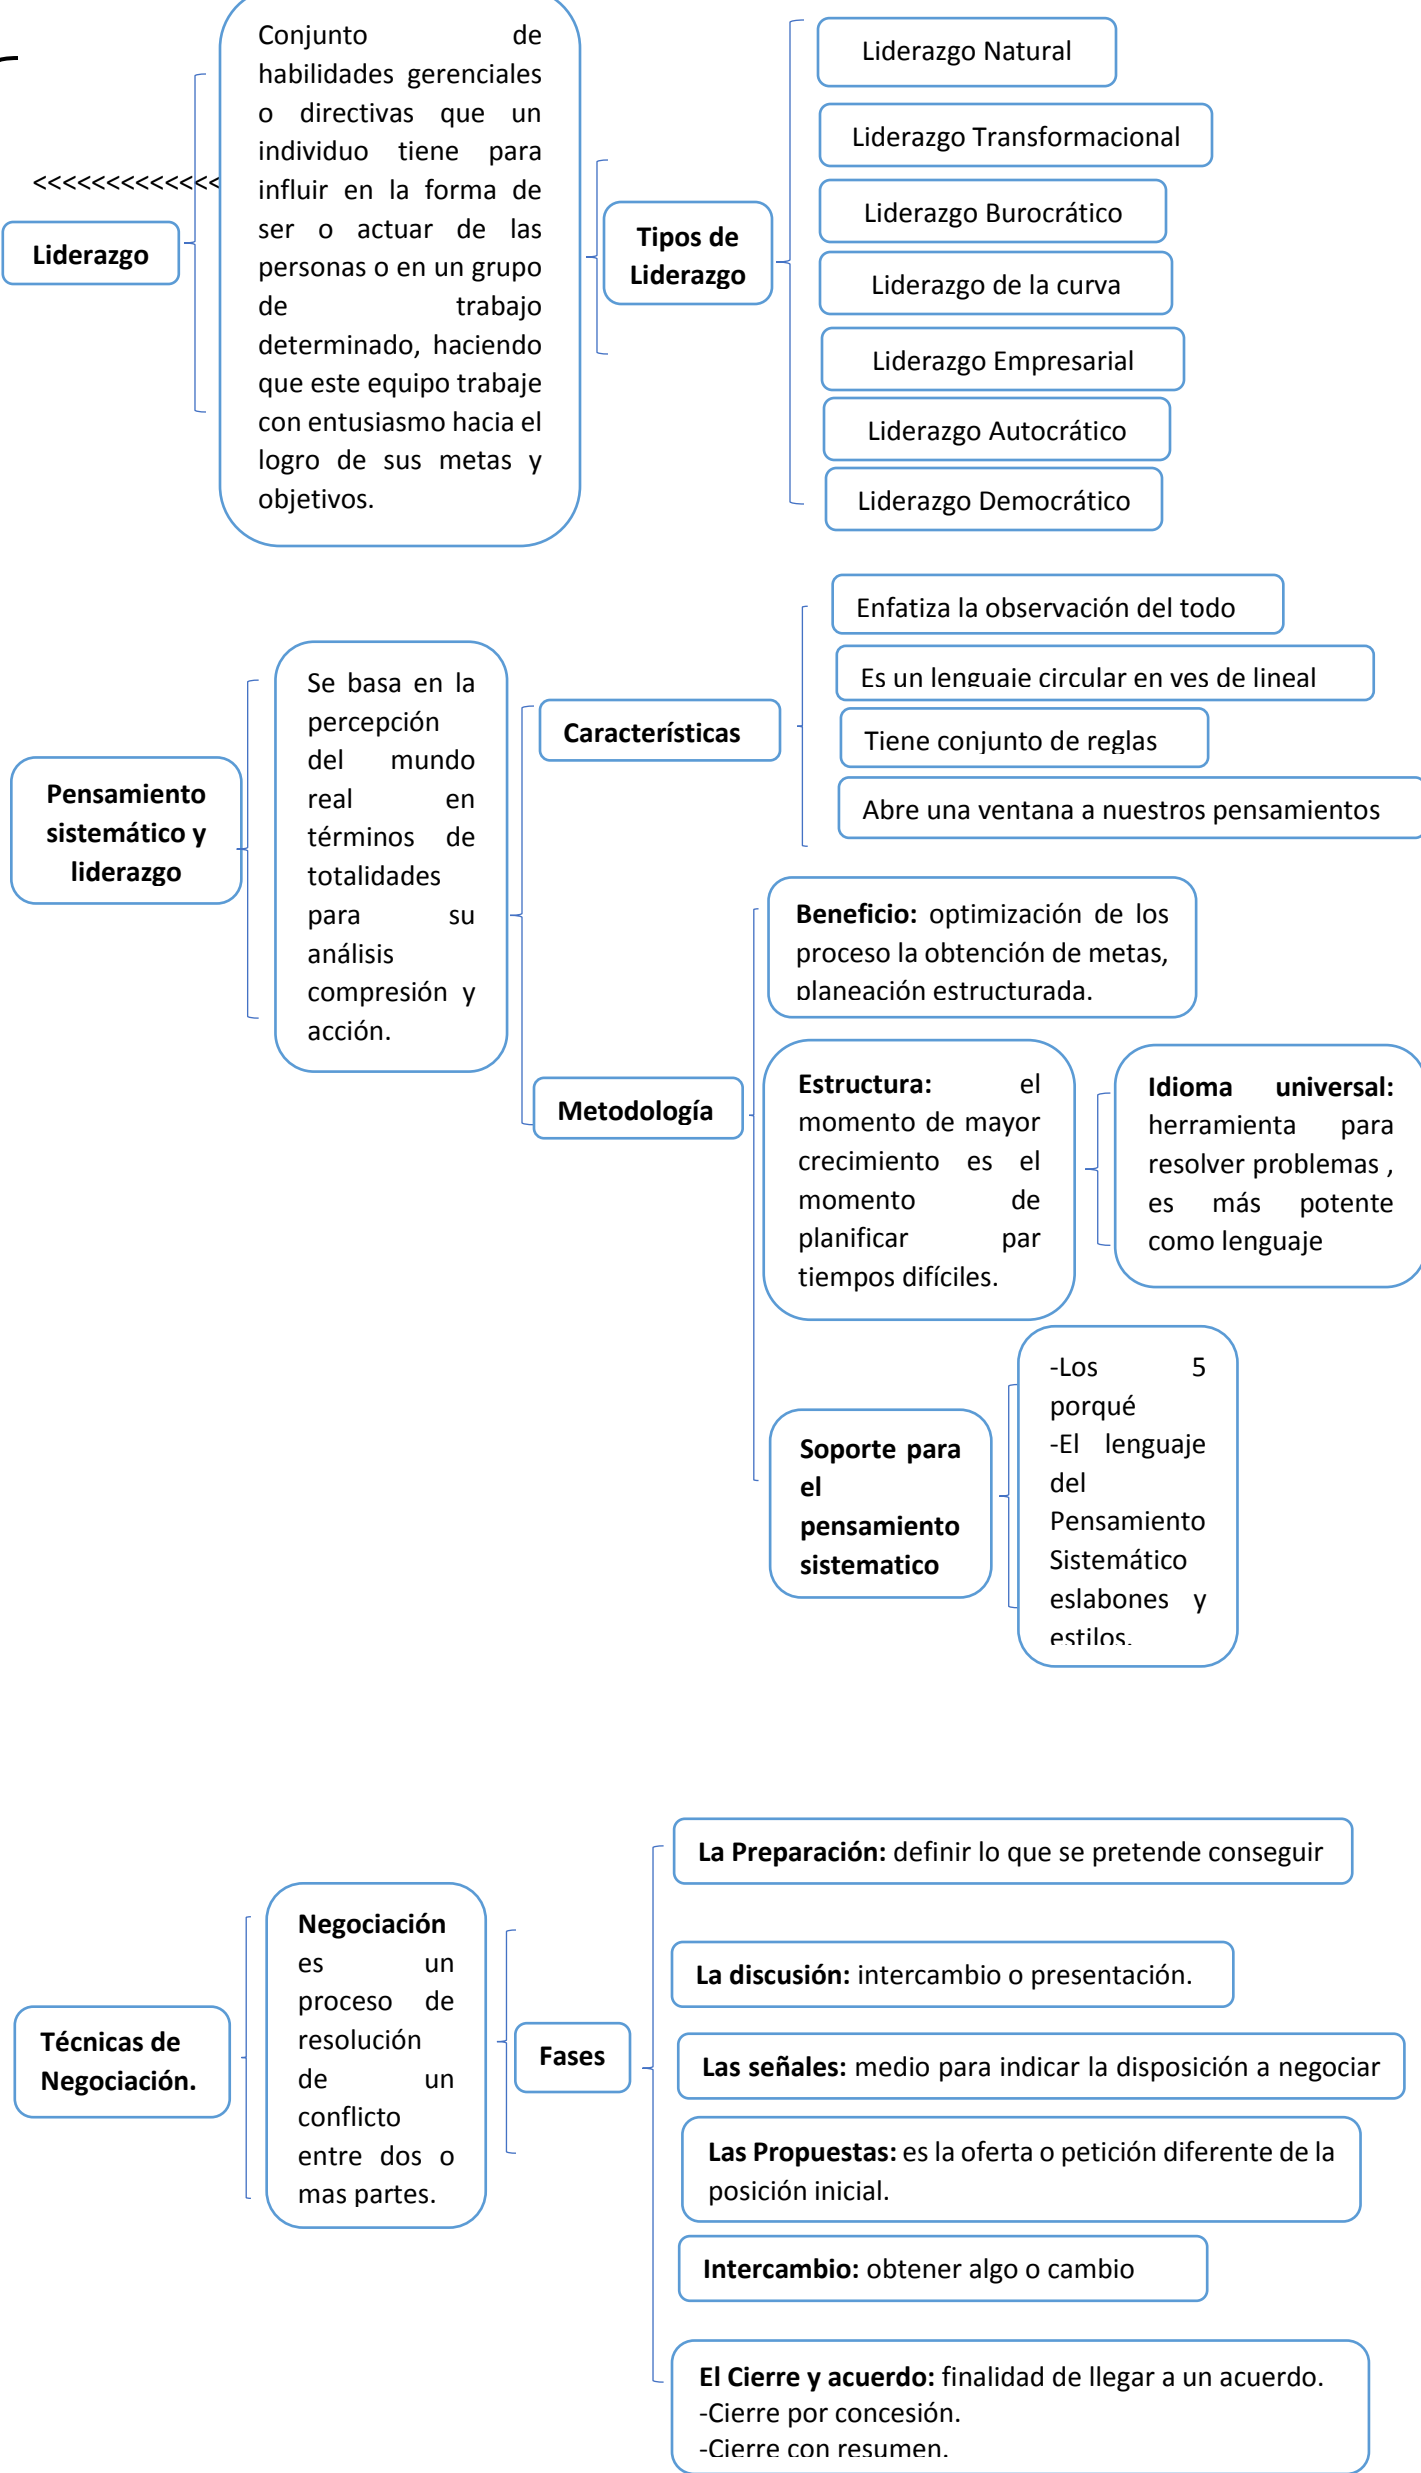 <<<<<<<<<<<<<
Liderazgo
Conjunto de
habilidades gerenciales
o directivas que un
individuo tiene para
influir en la forma de
ser o actuar de las
personas o en un grupo
de trabajo
determinado, haciendo
que este equipo trabaje
con entusiasmo hacia el
logro de sus metas y
objetivos.
Tipos de
Liderazgo
Liderazgo Natural
Liderazgo Transformacional
Liderazgo Burocrático
Liderazgo de la curva
Liderazgo Empresarial
Liderazgo Autocrático
Liderazgo Democrático
Pensamiento
sistemático y
liderazgo
Se basa en la
percepción
del mundo
real en
términos de
totalidades
para su
análisis
compresión y
acción.
Características
Enfatiza la observación del todo
Es un lenguaje circular en ves de lineal
Tiene conjunto de reglas
Abre una ventana a nuestros pensamientos
Metodología
Beneficio: optimización de los
proceso la obtención de metas,
planeación estructurada.
Estructura: el
momento de mayor
crecimiento es el
momento de
planificar par
tiempos difíciles.
Idioma universal:
herramienta para
resolver problemas ,
es más potente
como lenguaje
Soporte para
el
pensamiento
sistematico
-Los 5
porqué
-El lenguaje
del
Pensamiento
Sistemático
eslabones y
estilos.
Técnicas de
Negociación.
Negociación
es un
proceso de
resolución
de un
conflicto
entre dos o
mas partes.
Fases
La Preparación: definir lo que se pretende conseguir
La discusión: intercambio o presentación.
Las señales: medio para indicar la disposición a negociar
Las Propuestas: es la oferta o petición diferente de la
posición inicial.
Intercambio: obtener algo o cambio
El Cierre y acuerdo: finalidad de llegar a un acuerdo.
-Cierre por concesión.
-Cierre con resumen.